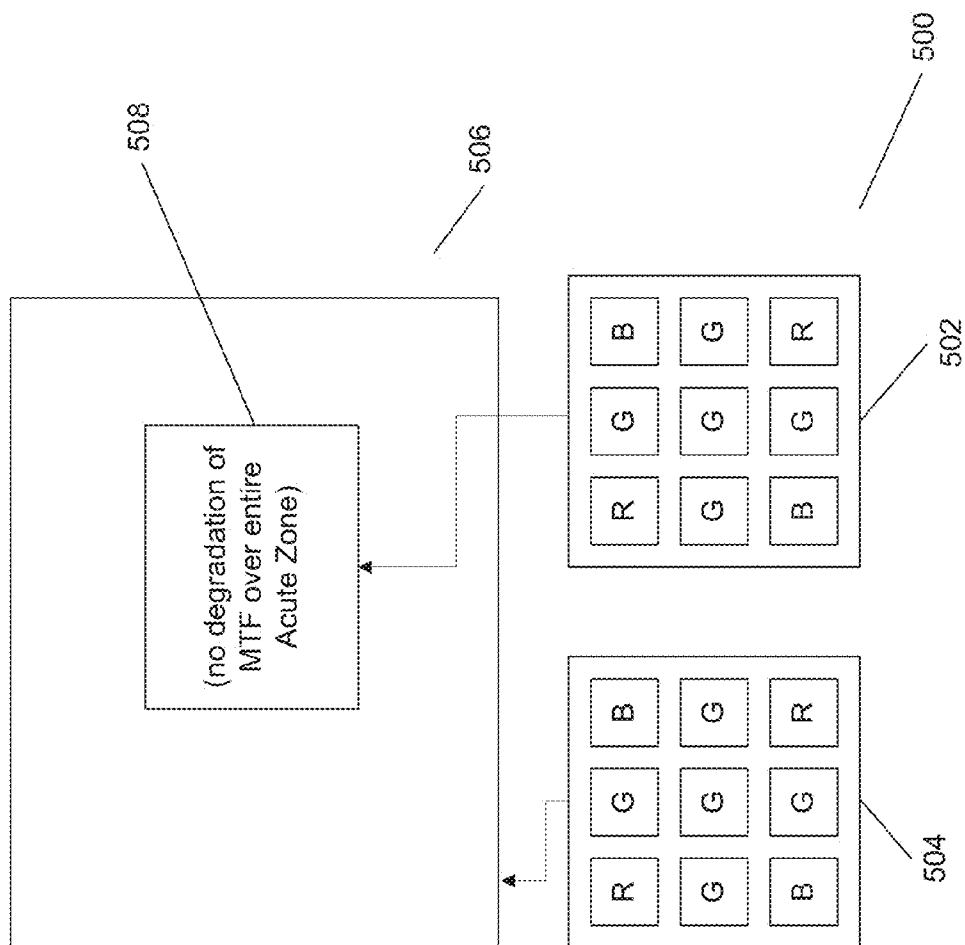 B G R
G G G
R G B
504
(no degradation of
MTF over entire
Acute Zone)
B G R
G G G
R G B
502
508
506
500